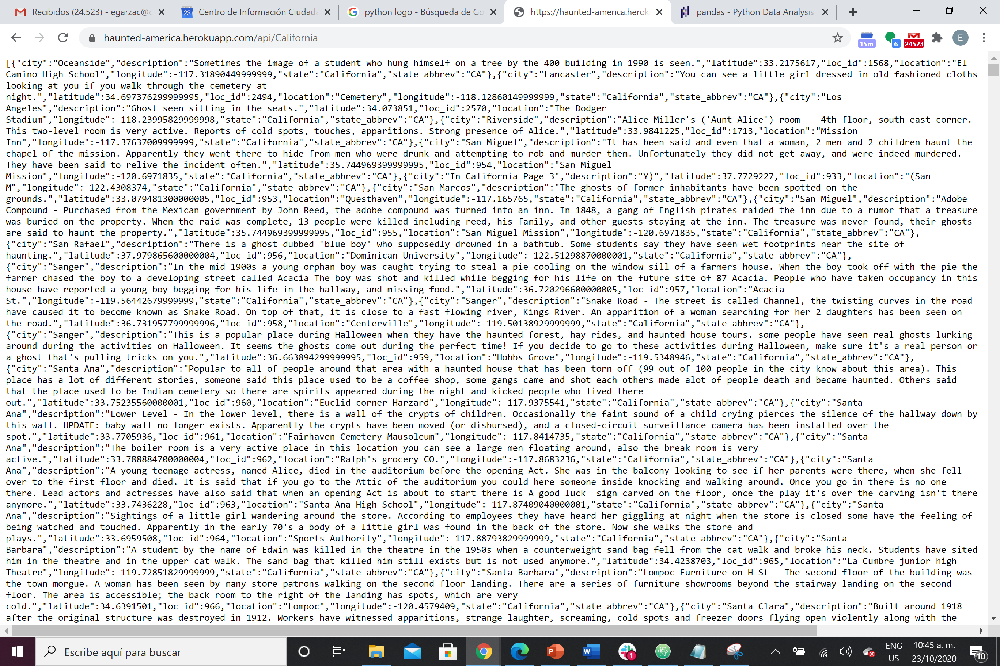 Recibidos (24.523) - egarzac@c
23
Centro de Información Ciudada
python logo - Búsqueda de Go
https://haunted-america.herok
pandas - Python Data Analysis
haunted-america.herokuapp.com/api/California
15m
6
24523
E
[{"city":"Oceanside","description":"Sometimes the image of a student who hung himself on a tree by the 400 building in 1990 is seen.","latitude":33.2175617,"loc_id":1568,"location":"El
Camino High School","longitude":-117.31890449999999,"state":"California","state_abbrev":"CA"},{"city":"Lancaster","description":"You can see a little girl dressed in old fashioned cloths
looking at you if you walk through the cemetery at
night.","latitude":34.697376299999995,"loc_id":2494,"location":"Cemetery","longitude":-118.12860149999999,"state":"California","state_abbrev":"CA"},{"city":"Los
Angeles","description":"Ghost seen sitting in the seats.","latitude":34.073851,"loc_id":2570,"location":"The Dodger
Stadium","longitude":-118.23995829999998,"state":"California","state_abbrev":"CA"},{"city":"Riverside","description":"Alice Miller's ('Aunt Alice') room -  4th floor, south east corner.
This two-level room is very active. Reports of cold spots, touches, apparitions. Strong presence of Alice.","latitude":33.9841225,"loc_id":1713,"location":"Mission
Inn","longitude":-117.37637009999999,"state":"California","state_abbrev":"CA"},{"city":"San Miguel","description":"It has been said and even that a woman, 2 men and 2 children haunt the
chapel of the mission. Apparently they went there to hide from men who were drunk and attempting to rob and murder them. Unfortunately they did not get away, and were indeed murdered.
They have been said to relive the incident often.","latitude":35.744969399999995,"loc_id":954,"location":"San Miguel
Mission","longitude":-120.6971835,"state":"California","state_abbrev":"CA"},{"city":"In California Page 3","description":"Y)","latitude":37.7729227,"loc_id":933,"location":"(San
M","longitude":-122.4308374,"state":"California","state_abbrev":"CA"},{"city":"San Marcos","description":"The ghosts of former inhabitants have been spotted on the
grounds.","latitude":33.079481300000005,"loc_id":953,"location":"Questhaven","longitude":-117.165765,"state":"California","state_abbrev":"CA"},{"city":"San Miguel","description":"Adobe
Compound - Purchased from the Mexican government by John Reed, the adobe compound was turned into an inn. In 1848, a gang of English pirates raided the inn due to a rumor that a treasure
was buried on the property. When the raid was complete, 13 people were killed including reed, his family, and other guests staying at the inn. The treasure was never found, their ghosts
are said to haunt the property.","latitude":35.744969399999995,"loc_id":955,"location":"San Miguel Mission","longitude":-120.6971835,"state":"California","state_abbrev":"CA"},
{"city":"San Rafael","description":"There is a ghost dubbed 'blue boy' who supposedly drowned in a bathtub. Some students say they have seen wet footprints near the site of
haunting.","latitude":37.979865600000004,"loc_id":956,"location":"Dominican University","longitude":-122.51298870000001,"state":"California","state_abbrev":"CA"},
{"city":"Sanger","description":"In the mid 1900s a young orphan boy was caught trying to steal a pie cooling on the window sill of a farmers house. When the boy took off with the pie the
farmer chased the boy to a developing street called Acacia The boy was shot and killed while begging for his life on the future site of 87 Acacia. People who have taken occupancy in this
house have reported a young boy begging for his life in the hallway, and missing food.","latitude":36.720296600000005,"loc_id":957,"location":"Acacia
St.","longitude":-119.56442679999999,"state":"California","state_abbrev":"CA"},{"city":"Sanger","description":"Snake Road - The street is called Channel, the twisting curves in the road
have caused it to become known as Snake Road. On top of that, it is close to a fast flowing river, Kings River. An apparition of a woman searching for her 2 daughters has been seen on
the road.","latitude":36.731957799999996,"loc_id":958,"location":"Centerville","longitude":-119.50138929999999,"state":"California","state_abbrev":"CA"},
{"city":"Sanger","description":"This is a popular place during Halloween when they have the haunted forest, hay rides, and haunted house tours. some people have seen real ghosts lurking
around during the activities on Halloween. It seems the ghosts come out during the perfect time! If you decide to go to these activities during Halloween, make sure it's a real person or
a ghost that's pulling tricks on you.","latitude":36.663894299999995,"loc_id":959,"location":"Hobbs Grove","longitude":-119.5348946,"state":"California","state_abbrev":"CA"},
{"city":"Santa Ana","description":"Popular to all of people around that area with a haunted house that has been torn off (99 out of 100 people in the city know about this area). This
place has a lot of different stories, someone said this place used to be a coffee shop, some gangs came and shot each others made alot of people death and became haunted. Others said
that the place used to be Indian cemetery so there are spirits appeared during the night and kicked people who lived there
out.","latitude":33.75235560000001,"loc_id":960,"location":"Euclid corner Harzard","longitude":-117.9375541,"state":"California","state_abbrev":"CA"},{"city":"Santa
Ana","description":"Lower Level - In the lower level, there is a wall of the crypts of children. Occasionally the faint sound of a child crying pierces the silence of the hallway down by
this wall. UPDATE: baby wall no longer exists. Apparently the crypts have been moved (or disbursed), and a closed-circuit surveillance camera has been installed over the
spot.","latitude":33.7705936,"loc_id":961,"location":"Fairhaven Cemetery Mausoleum","longitude":-117.8414735,"state":"California","state_abbrev":"CA"},{"city":"Santa
Ana","description":"The boiler room is a very active place in this location you can see a large men floating around, also the break room is very
active.","latitude":33.788884700000004,"loc_id":962,"location":"Ralph's grocery CO.","longitude":-117.8683236,"state":"California","state_abbrev":"CA"},{"city":"Santa
Ana","description":"A young teenage actress, named Alice, died in the auditorium before the opening Act. She was in the balcony looking to see if her parents were there, when she fell
over to the first floor and died. It is said that if you go to the Attic of the auditorium you could here someone inside knocking and walking around. Once you go in there is no one
there. Lead actors and actresses have also said that when an opening Act is about to start there is A good luck  sign carved on the floor, once the play it's over the carving isn't there
anymore.","latitude":33.7436228,"loc_id":963,"location":"Santa Ana High School","longitude":-117.87409040000001,"state":"California","state_abbrev":"CA"},{"city":"Santa
Ana","description":"Sightings of a little girl wandering around the store. According to employees they have heard her giggling at night when the store is closed some have the feeling of
being watched and touched. Apparently in the early 70's a body of a little girl was found in the back of the store. Now she walks the store and
plays.","latitude":33.6959508,"loc_id":964,"location":"Sports Authority","longitude":-117.88793829999999,"state":"California","state_abbrev":"CA"},{"city":"Santa
Barbara","description":"A student by the name of Edwin was killed in the theatre in the 1950s when a counterweight sand bag fell from the cat walk and broke his neck. Students have sited
him in the theatre and in the upper cat walk. The sand bag that killed him still exists but is not used anymore.","latitude":34.4238703,"loc_id":965,"location":"La Cumbre junior high
Theatre","longitude":-119.72851829999999,"state":"California","state_abbrev":"CA"},{"city":"Santa Barbara","description":"Lompoc Furniture on H St - The second floor of the building was
the town morgue. A woman has been seen by many store patrons walking on the second floor landing. There are a series of furniture showrooms beyond the stairway landing on the second
floor. The area is accessible; the back room to the right of the landing has spots, which are very
cold.","latitude":34.6391501,"loc_id":966,"location":"Lompoc","longitude":-120.4579409,"state":"California","state_abbrev":"CA"},{"city":"Santa Clara","description":"Built around 1918
after the original structure was destroyed in 1912. Workers have witnessed apparitions, strange laughter, screaming, cold spots and freezer doors flying open violently along with the
Escribe aquí para buscar
P
W
1
ENG
US
10:45 a. m.
23/10/2020
10